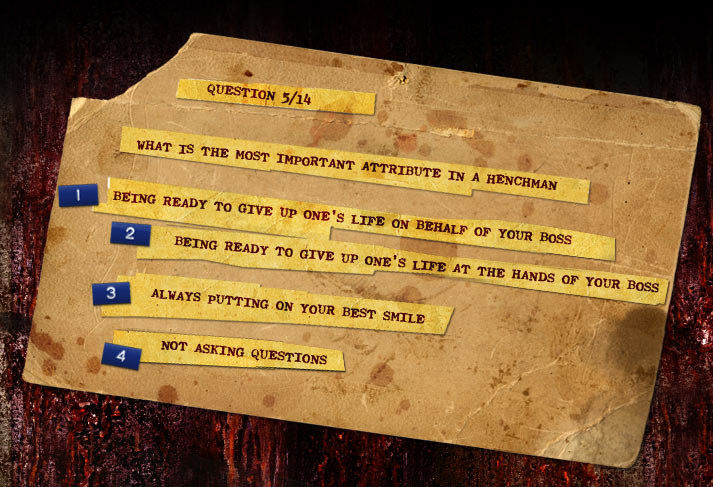 QUESTION 5/14
WHAT IS THE MOST IMPORTANT ATTRIBUTE IN A HENCHMAN
1 BEING READY TO GIVE UP ONE'S LIFE ON BEHALF OF YOUR BOSS
2 BEING READY TO GIVE UP ONE'S LIFE AT THE HANDS OF YOUR BOSS
3 ALWAYS PUTTING ON YOUR BEST SMILE
4 NOT ASKING QUESTIONS